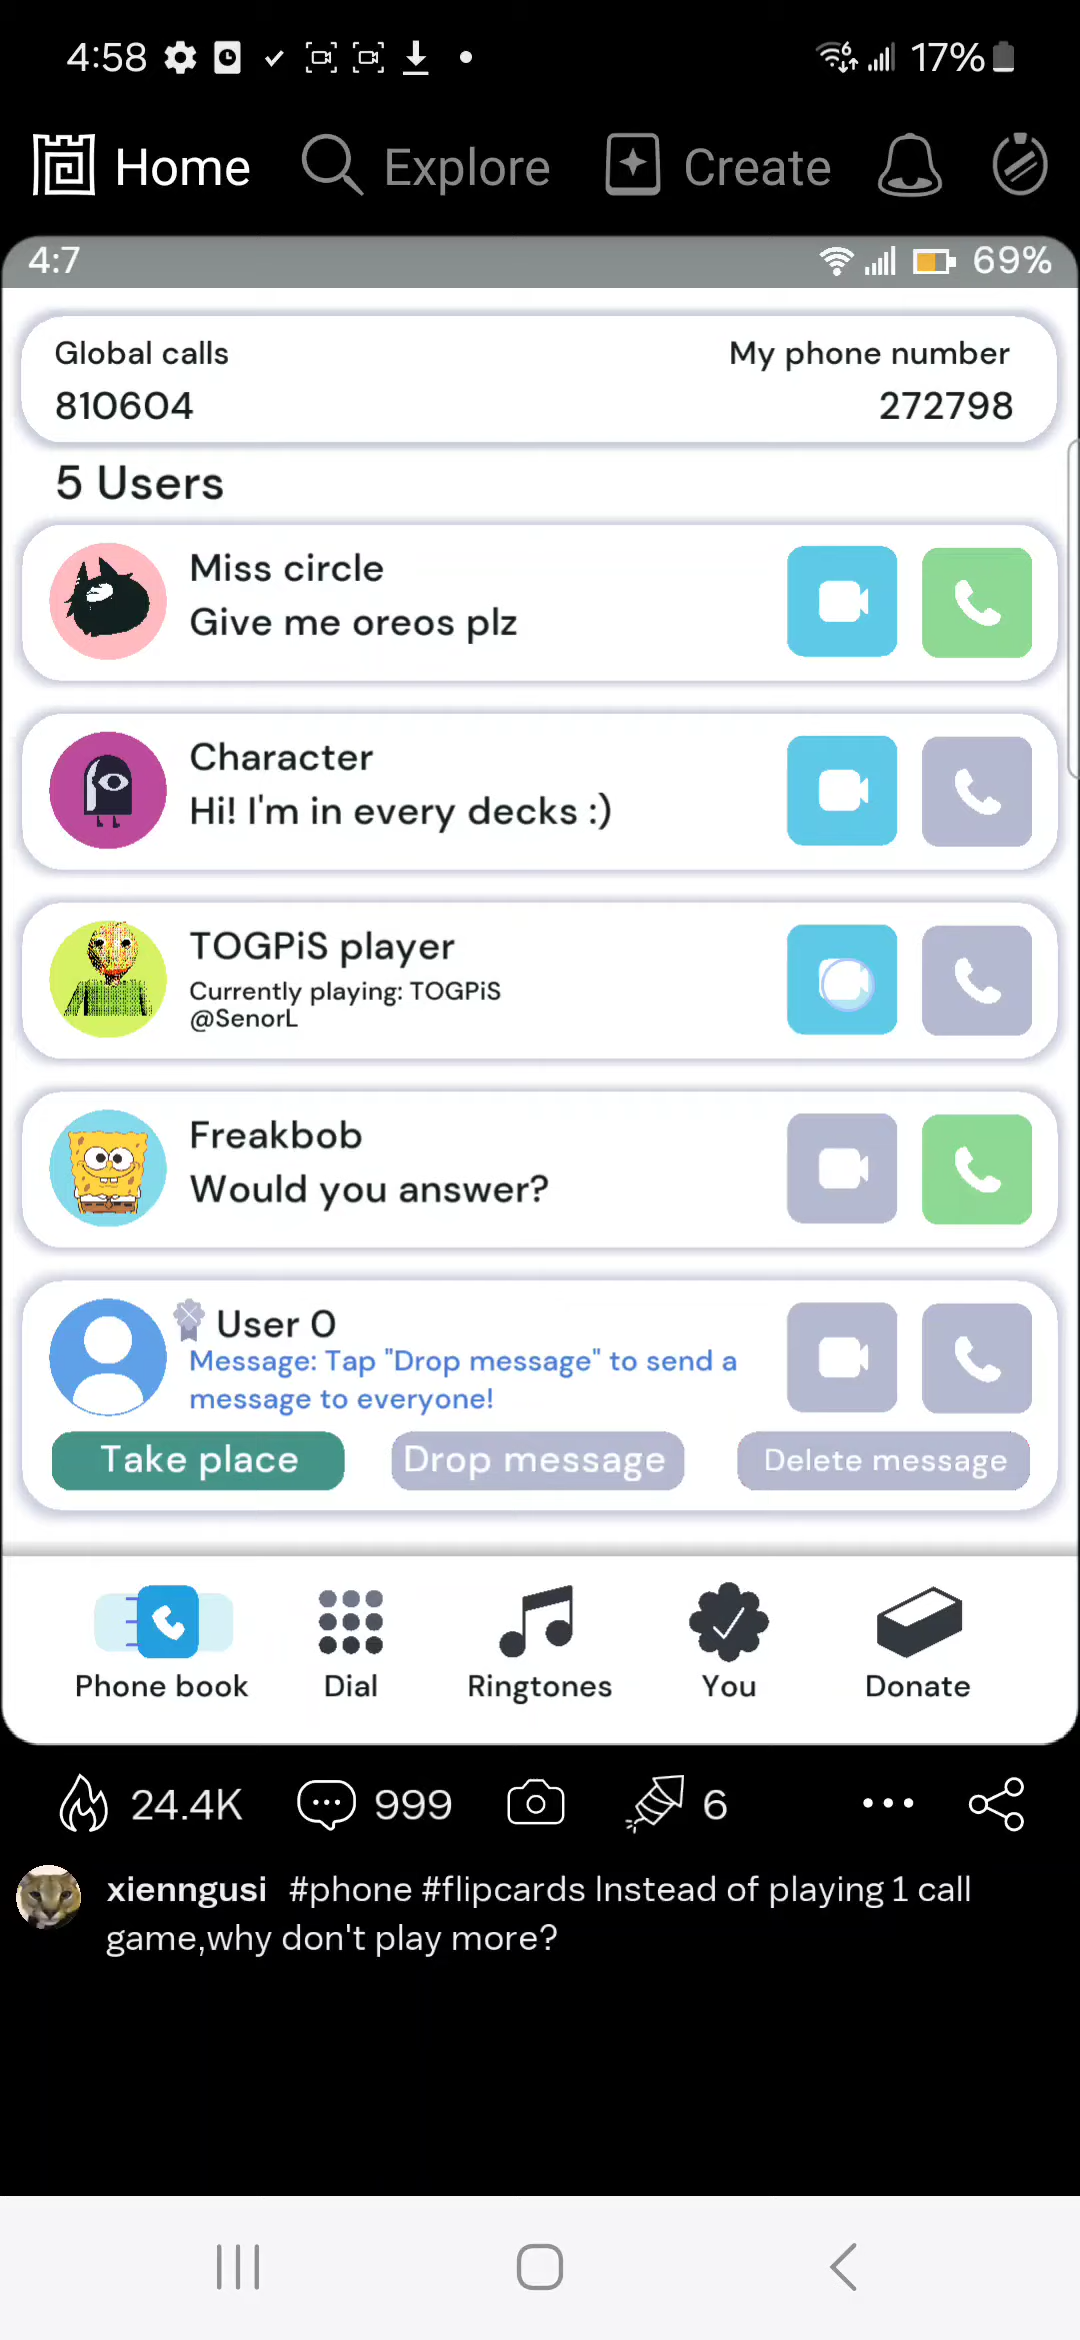 4:58
17%
Home
Explore
Create
4:7
69%
Global calls
My phone number
810604
272798
5 Users
Miss circle
Give me oreos plz
Character
Hi! I'm in every decks :)
TOGPiS player
Currently playing: TOGPiS
@SenorL
Freakbob
Would you answer?
User 0
Message: Tap "Drop message" to send a
message to everyone!
Take place
Drop message
Delete message
Phone book
Dial
Ringtones
You
Donate
24.4K
999
6
xienngusi #phone #flipcards Instead of playing 1 call
game,why don't play more?